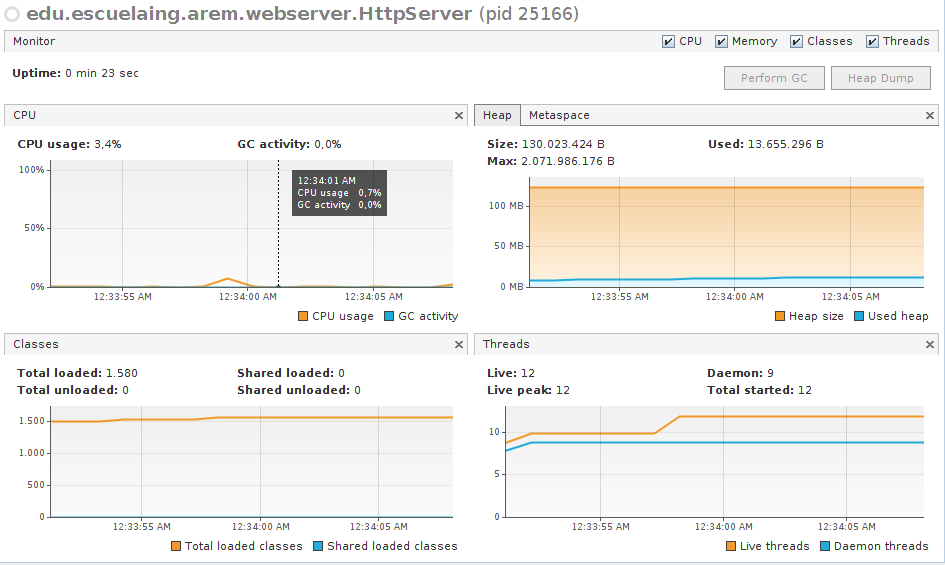 edu.escuelaing.arem.webserver.HttpServer (pid 25166)
Monitor
CPU Memory Classes Threads
Uptime: 0 min 23 sec
Perform GC Heap Dump
CPU
CPU usage: 3,4% GC activity: 0,0%
100%
50%
0%
12:34:01 AM
CPU usage 0,7%
GC activity 0,0%
12:33:55 AM 12:34:00 AM 12:34:05 AM
CPU usage GC activity
Heap Metaspace
Size: 130.023.424 B Used: 13.655.296 B
Max: 2.071.986.176 B
100 MB
50 MB
0 MB
12:33:55 AM 12:34:00 AM 12:34:05 AM
Heap size Used heap
Classes
Total loaded: 1.580 Shared loaded: 0
Total unloaded: 0 Shared unloaded: 0
1.500
1.000
500
0
12:33:55 AM 12:34:00 AM 12:34:05 AM
Total loaded classes Shared loaded classes
Threads
Live: 12 Daemon: 9
Live peak: 12 Total started: 12
10
5
0
12:33:55 AM 12:34:00 AM 12:34:05 AM
Live threads Daemon threads